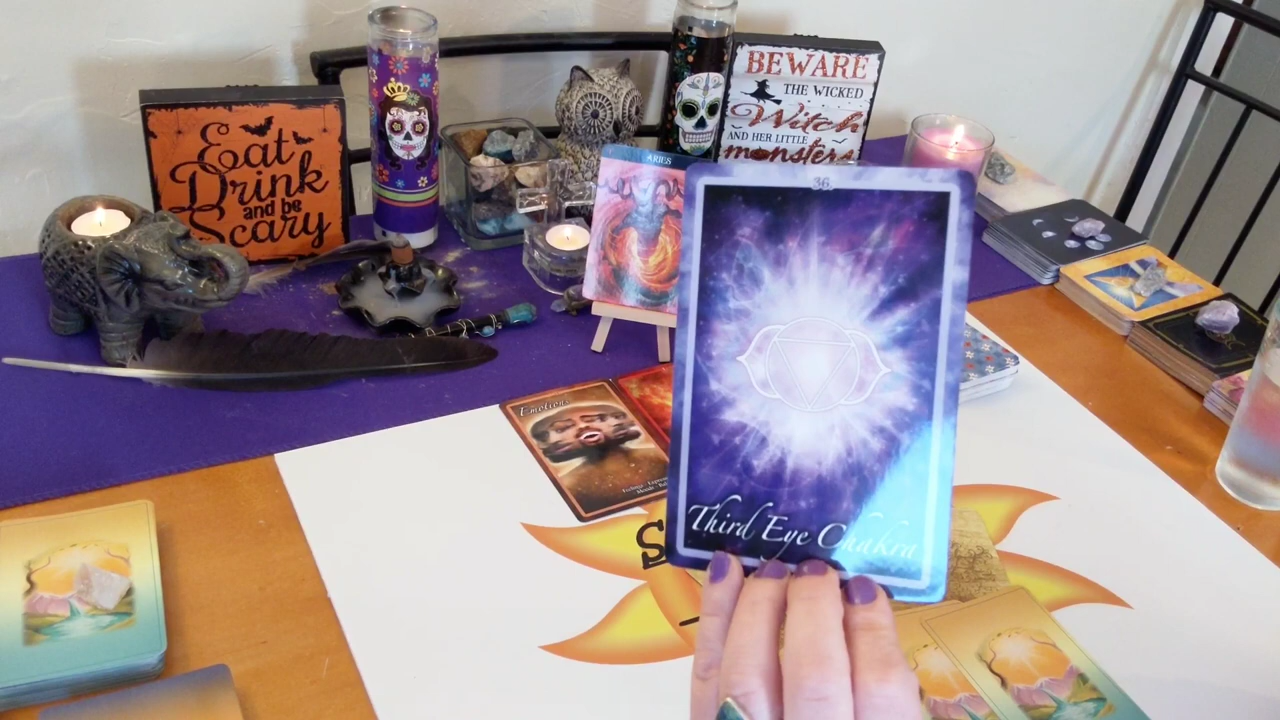 Eat
Drink
and be
Scary
BEWARE
THE WICKED
Witch
AND HER LITTLE
monsters
ARIES
36
Third Eye Chakra
Emotions
S